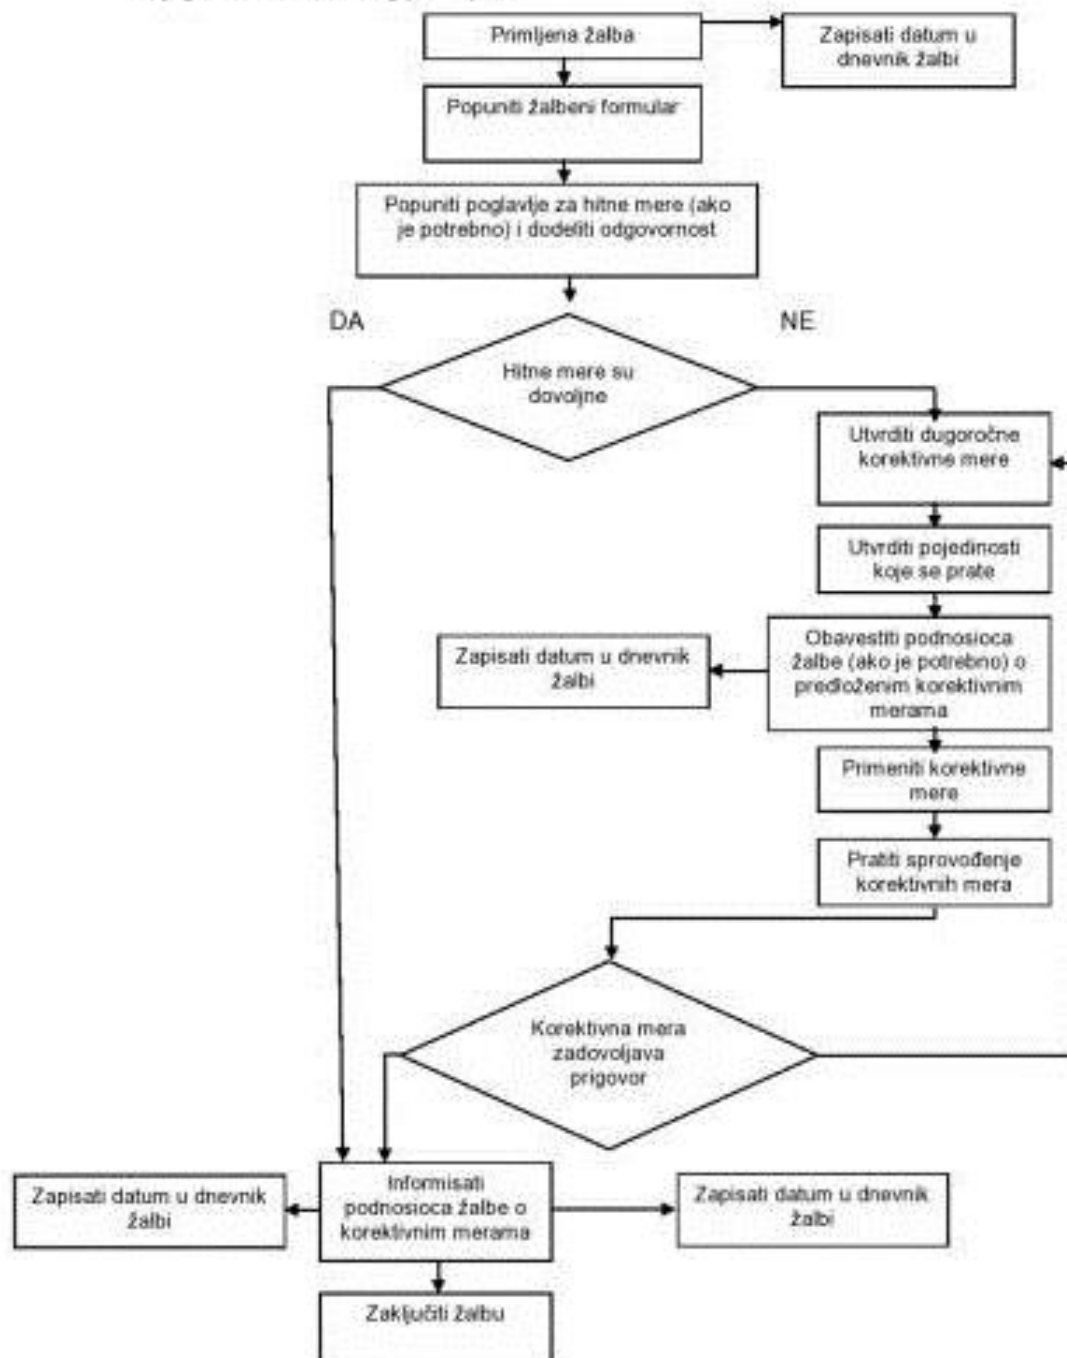 Primljena žalba
Zapisati datum u
dnevnik žalbi
Popuniti žalbeni formular
Popuniti poglavlje za hitne mere (ako
je potrebno) i dodeliti odgovornost
DA
NE
Hitne mere su
dovoljne
Utvrditi dugoročne
korektivne mere
Utvrditi pojedinosti
koje se prate
Obavestiti podnosioca
žalbe (ako je potrebno) o
predloženim korektivnim
merama
Zapisati datum u dnevnik
žalbi
Primeniti korektivne
mere
Pratiti sprovođenje
korektivnih mera
Korektivna mera
zadovoljava
prigovor
Zapisati datum u dnevnik
žalbi
Informisati
podnosioca žalbe o
korektivnim merama
Zapisati datum u dnevnik
žalbi
Zaključiti žalbu